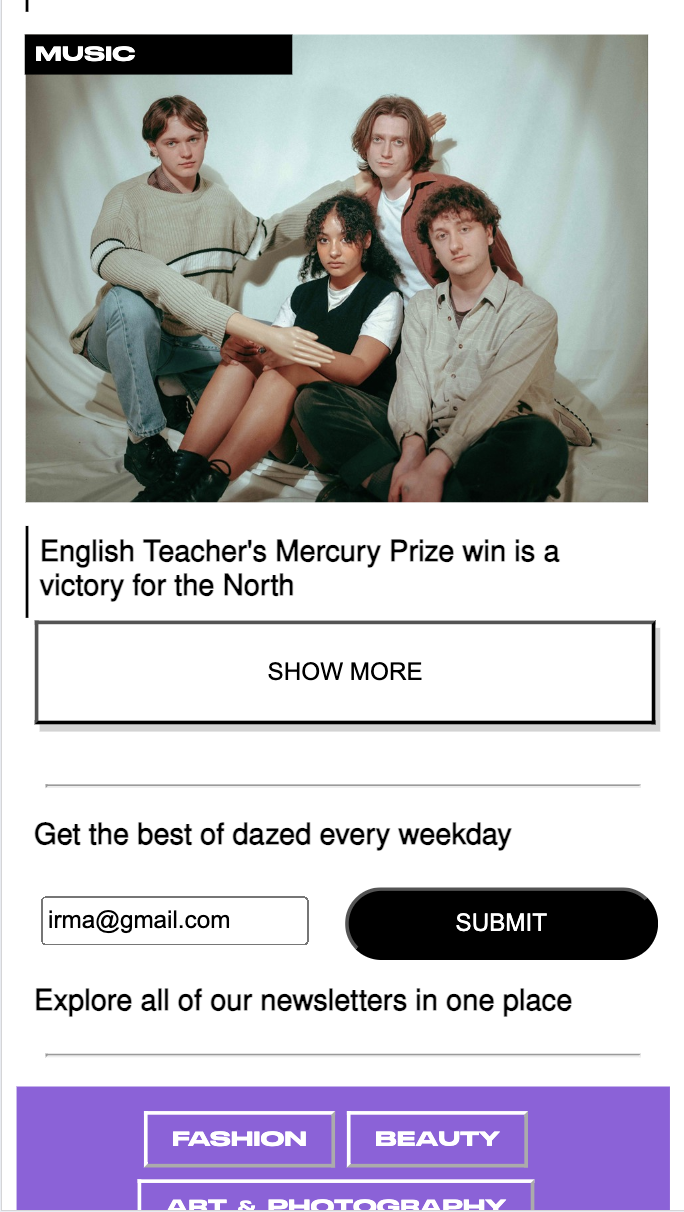 MUSIC
English Teacher's Mercury Prize win is a
victory for the North
SHOW MORE
Get the best of dazed every weekday
irma@gmail.com
SUBMIT
Explore all of our newsletters in one place
FASHION
BEAUTY
ART & PHOTOGRAPHY